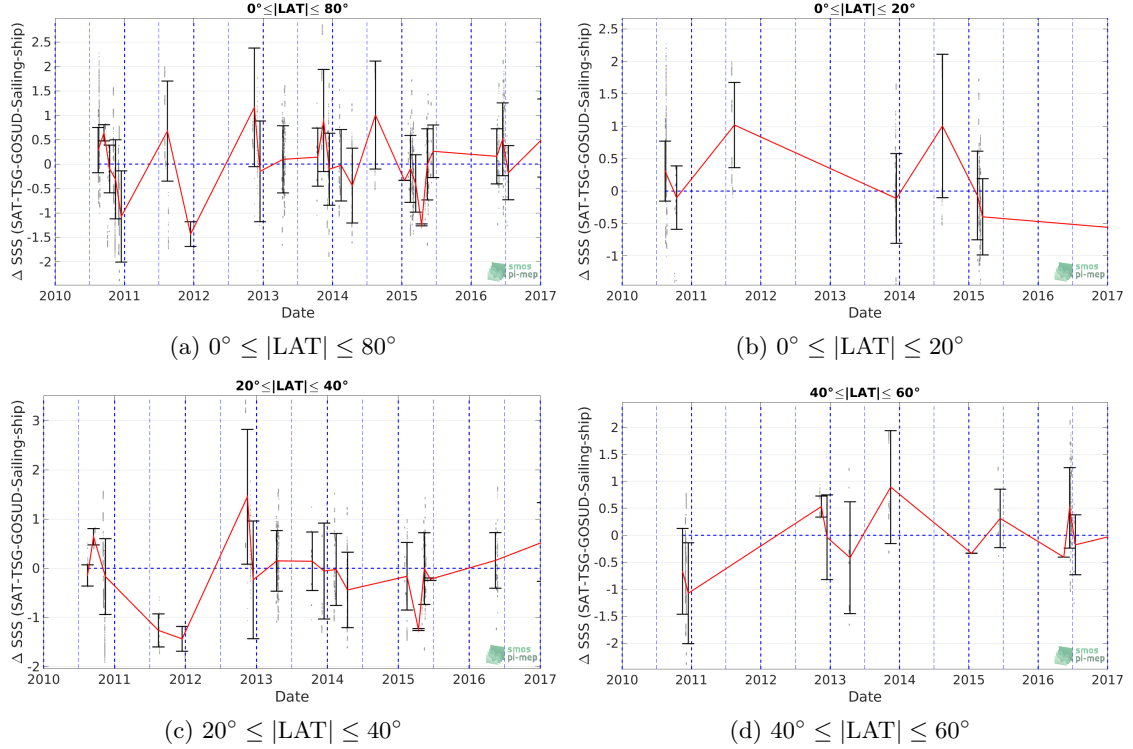 0°≤|LAT|≤ 80°
Δ SSS (SAT-TSG-GOSUD-Sailing-ship)
2.5
2
1.5
1
0.5
0
-0.5
-1
-1.5
-2
2010 2011 2012 2013 2014 2015 2016 2017
Date
smos
pi-mep
(a) 0° ≤ |LAT| ≤ 80°
0°≤|LAT|≤ 20°
Δ SSS (SAT-TSG-GOSUD-Sailing-ship)
2.5
2
1.5
1
0.5
0
-0.5
-1
2010 2011 2012 2013 2014 2015 2016 2017
Date
smos
pi-mep
(b) 0° ≤ |LAT| ≤ 20°
20°≤|LAT|≤ 40°
Δ SSS (SAT-TSG-GOSUD-Sailing-ship)
3
2
1
0
-1
-2
2010 2011 2012 2013 2014 2015 2016 2017
Date
smos
pi-mep
(c) 20° ≤ |LAT| ≤ 40°
40°≤|LAT|≤ 60°
Δ SSS (SAT-TSG-GOSUD-Sailing-ship)
2
1.5
1
0.5
0
-0.5
-1
-1.5
-2
2010 2011 2012 2013 2014 2015 2016 2017
Date
smos
pi-mep
(d) 40° ≤ |LAT| ≤ 60°